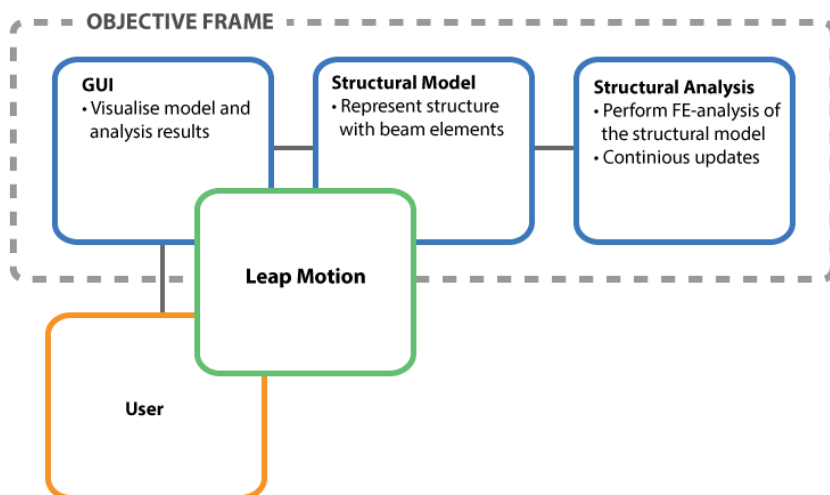 OBJECTIVE FRAME
GUI
• Visualise model and
analysis results
Structural Model
• Represent structure
with beam elements
Structural Analysis
• Perform FE-analysis of
the structural model
• Continious updates
Leap Motion
User